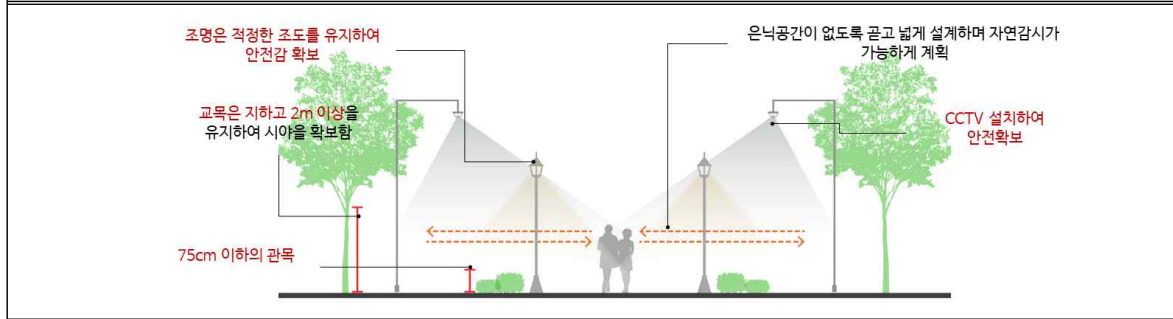 조명은 적정한 조도를 유지하여
안전감 확보
은닉공간이 없도록 곧고 넓게 설계하며 자연감시가
가능하게 계획
교목은 지하고 2m 이상을
유지하여 시야을 확보함
CCTV 설치하여
안전확보
75cm 이하의 관목